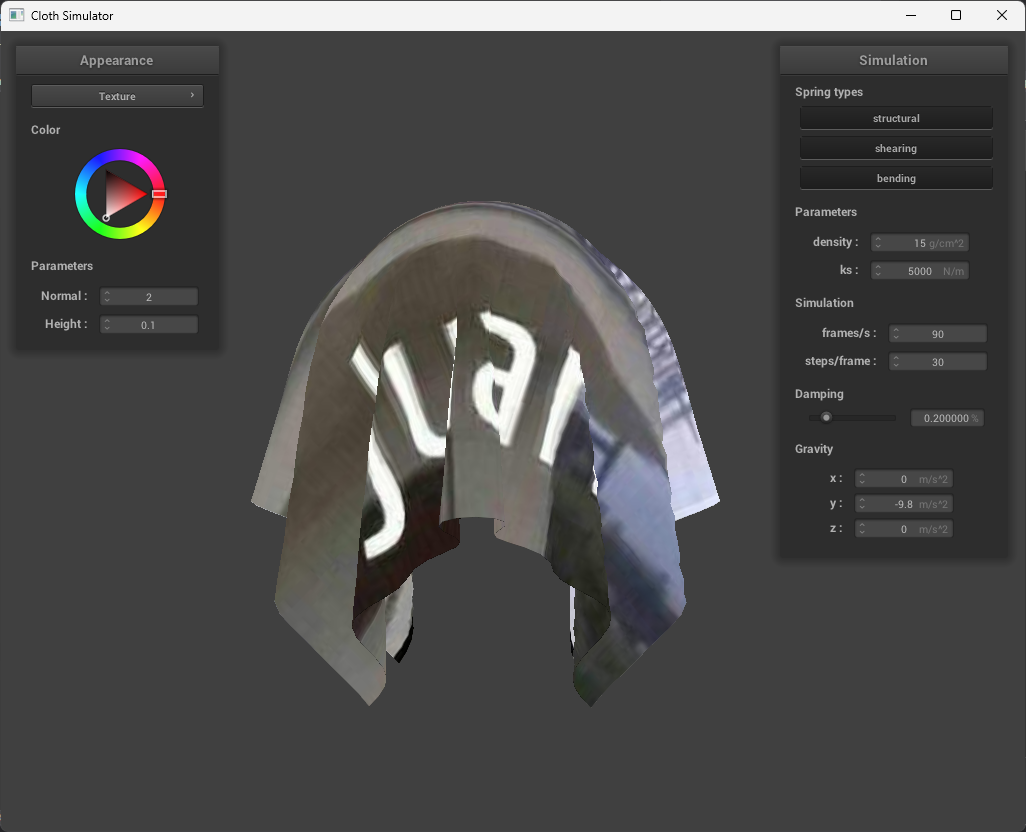 Cloth Simulator
Appearance
Texture
Color
Parameters
Normal : 2
Height : 0.1
Simulation
Spring types
structural
shearing
bending
Parameters
density : 15 g/cm^2
ks : 5000 N/m
Simulation
frames/s : 90
steps/frame : 30
Damping
0.200000 %
Gravity
x : 0 m/s^2
y : -9.8 m/s^2
z : 0 m/s^2